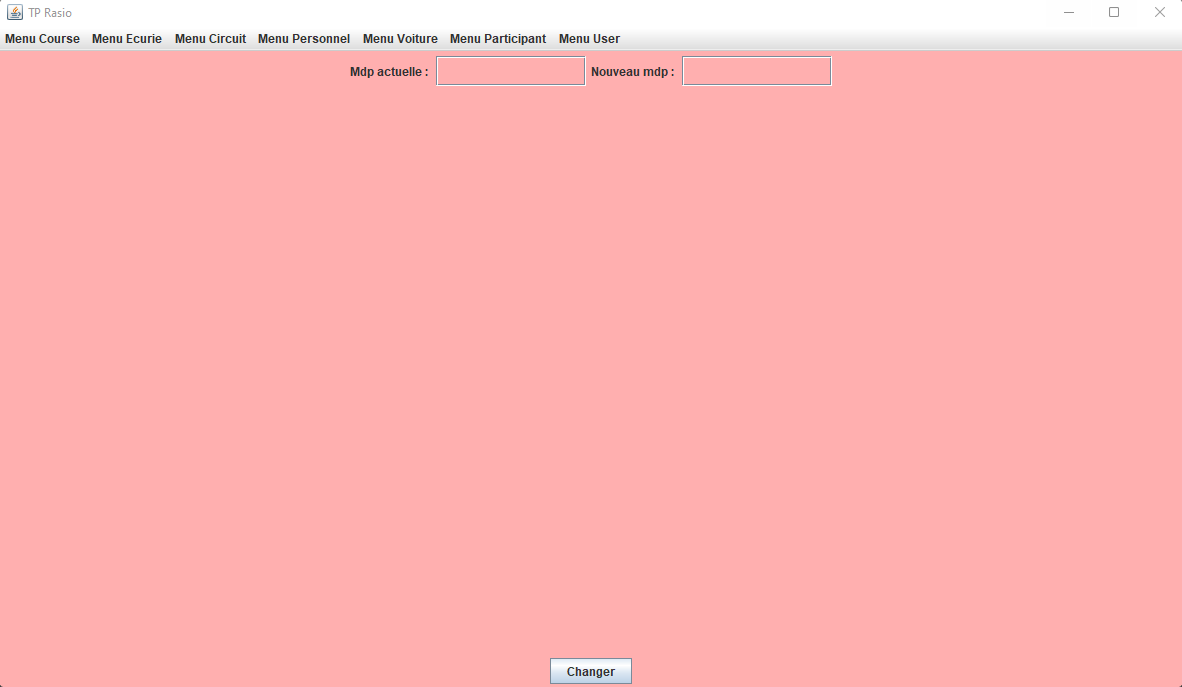 TP Rasio
Menu Course Menu Ecurie Menu Circuit Menu Personnel Menu Voiture Menu Participant Menu User
Mdp actuelle : Nouveau mdp :
Changer